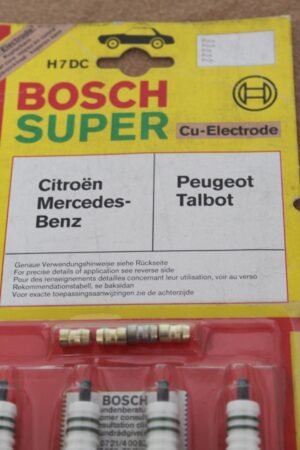 Electrode!
H7DC
BOSCH
SUPER
Cu-Electrode
Citroën
Mercedes-
Benz
Peugeot
Talbot
Genaue Verwendungshinweise siehe Rückseite
For precise details of application see reverse side
Pour des renseignements détailles concernant leur utilisation, voir au verso
Rekommendationstabell, se baksidan
Voor exacte toepassingsaanwijzingen zie de achterzijde
BOSCH